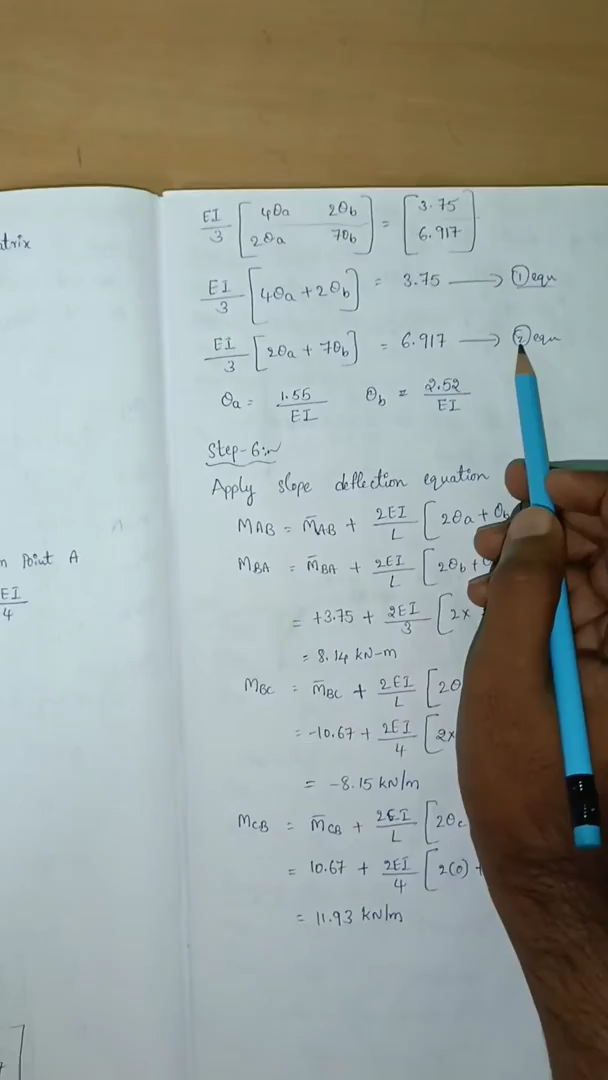 atrix
n Point A
EI/4
EI/3 [4θa 2θb; 2θa 7θb] = [3.75; 6.917]
EI/3 [4θa + 2θb] = 3.75 → ① equ
EI/3 [2θa + 7θb] = 6.917 → ② equ
θa = 1.55/EI θb = 2.52/EI
Step-6:-
Apply slope deflection equation
MAB = M̄AB + 2EI/L [2θa + θb
MBA = M̄BA + 2EI/L [2θb +
= +3.75 + 2EI/3 [2x
= 8.14 kN-m
MBC = M̄BC + 2EI/L [2θ
= -10.67 + 2EI/4 [2x
= -8.15 kN/m
MCB = M̄CB + 2EI/L [2θc
= 10.67 + 2EI/4 [2(0) +
= 11.93 kN/m